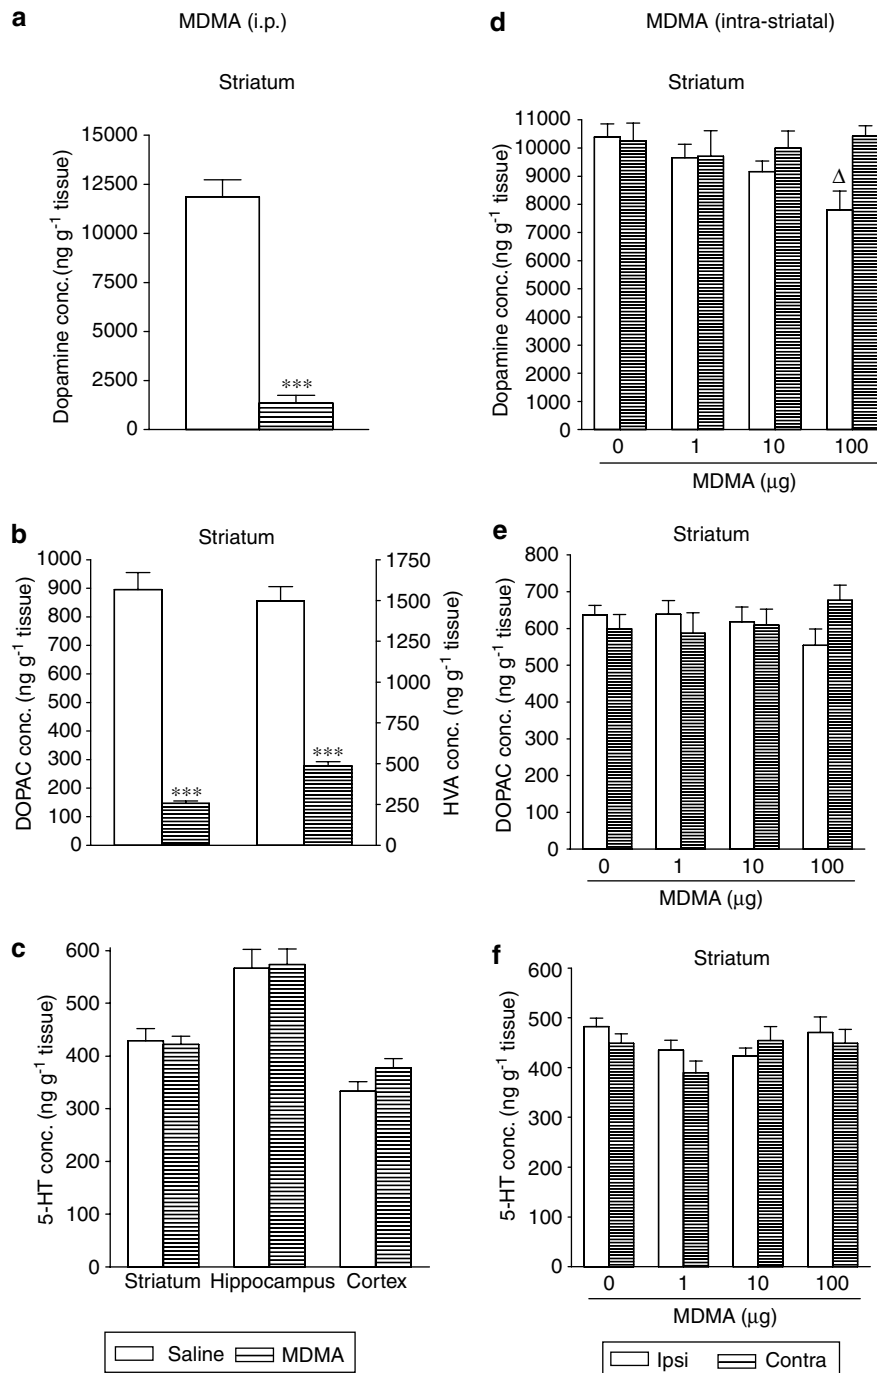 a
MDMA (i.p.)
Striatum
Dopamine conc.(ng g⁻¹ tissue)
15000
12500
10000
7500
5000
2500
0
***
b
Striatum
DOPAC conc. (ng g⁻¹ tissue)
1000
900
800
700
600
500
400
300
200
100
0
***
***
1750
1500
1250
1000
750
500
250
0
HVA conc. (ng g⁻¹ tissue)
c
5-HT conc. (ng g⁻¹ tissue)
600
500
400
300
200
100
0
Striatum Hippocampus Cortex
Saline MDMA
d
MDMA (intra-striatal)
Striatum
Dopamine conc.(ng g⁻¹ tissue)
11000
10000
9000
8000
7000
6000
5000
4000
3000
2000
1000
0
Δ
0 1 10 100
MDMA (μg)
e
Striatum
DOPAC conc. (ng g⁻¹ tissue)
800
700
600
500
400
300
200
100
0
0 1 10 100
MDMA (μg)
f
Striatum
5-HT conc. (ng g⁻¹ tissue)
600
500
400
300
200
100
0
0 1 10 100
MDMA (μg)
Ipsi Contra